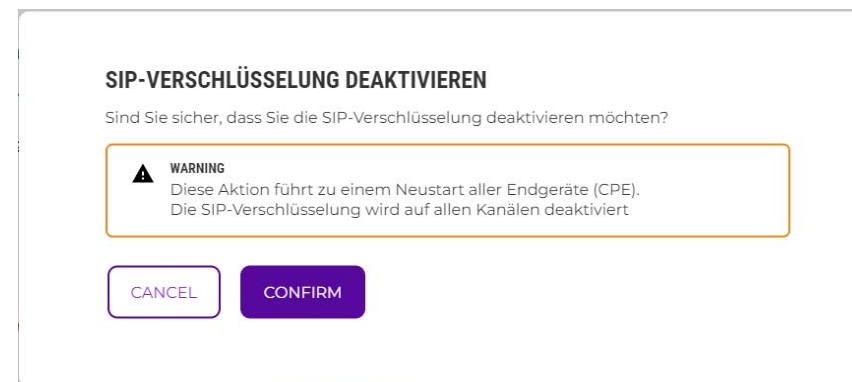 SIP-VERSCHLÜSSELUNG DEAKTIVIEREN
Sind Sie sicher, dass Sie die SIP-Verschlüsselung deaktivieren möchten?
WARNING
Diese Aktion führt zu einem Neustart aller Endgeräte (CPE).
Die SIP-Verschlüsselung wird auf allen Kanälen deaktiviert
CANCEL CONFIRM